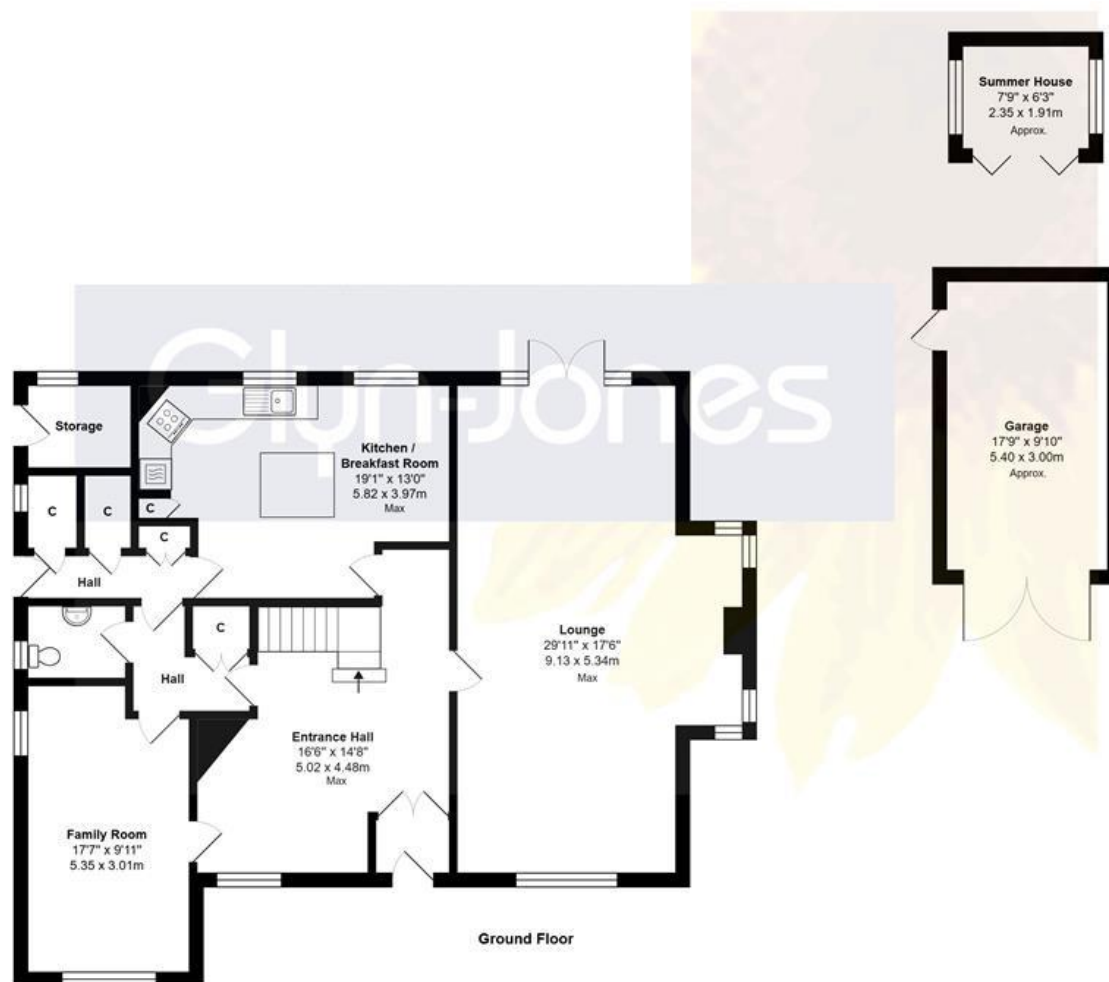 Summer House
7'9" x 6'3"
2.35 x 1.91m
Approx.
Glyn-Jones
Storage
Kitchen /
Breakfast Room
19'1" x 13'0"
5.82 x 3.97m
Max
Garage
17'9" x 9'10"
5.40 x 3.00m
Approx.
C
C
C
C
Hall
Lounge
29'11" x 17'6"
9.13 x 5.34m
Max
C
Hall
Entrance Hall
16'6" x 14'8"
5.02 x 4.48m
Max
Family Room
17'7" x 9'11"
5.35 x 3.01m
Ground Floor